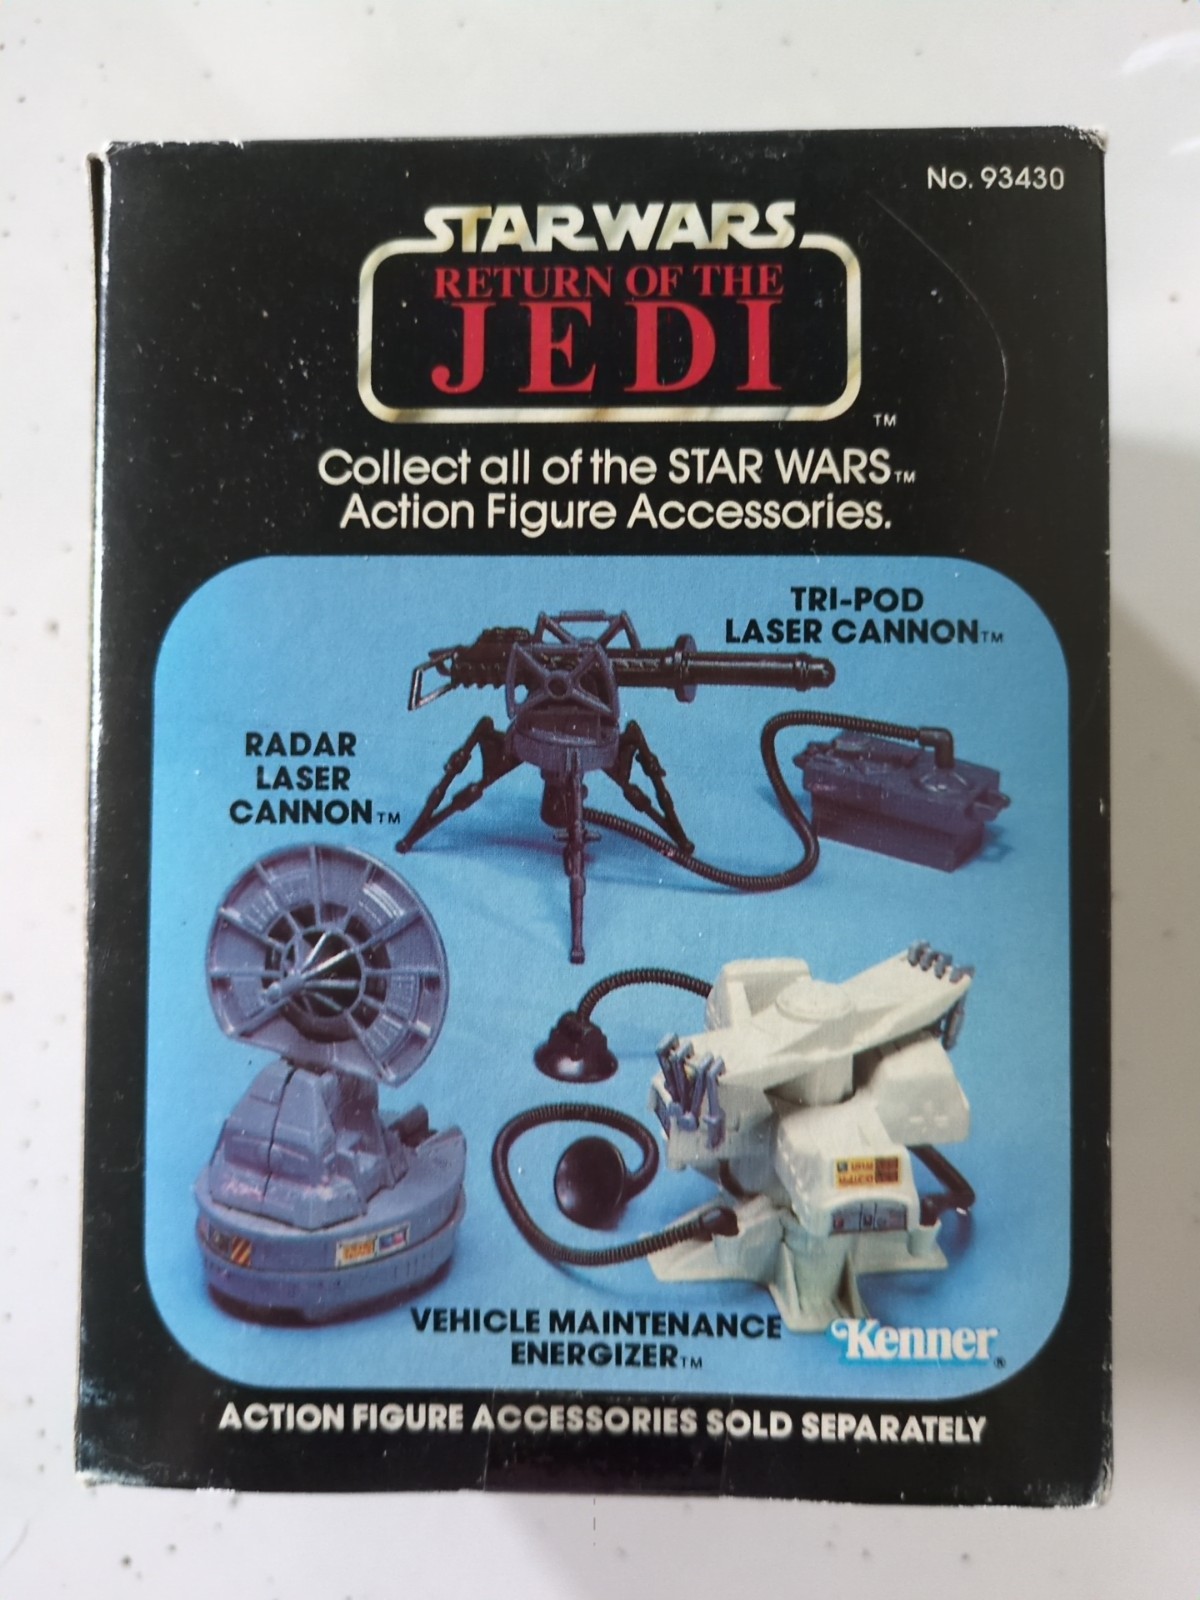 No. 93430
STAR WARS
RETURN OF THE
JEDI
TM
Collect all of the STAR WARS™
Action Figure Accessories.
TRI-POD
LASER CANNON™
RADAR
LASER
CANNON™
VEHICLE MAINTENANCE
ENERGIZER™
Kenner®
ACTION FIGURE ACCESSORIES SOLD SEPARATELY